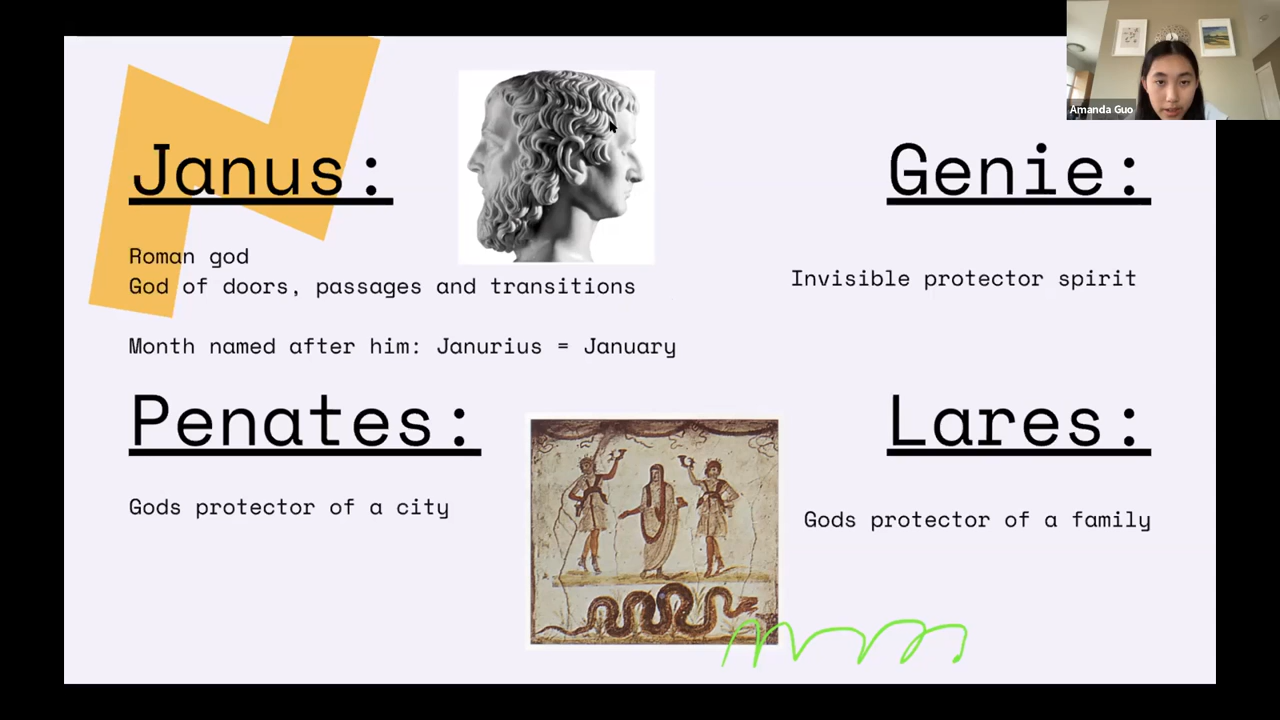 Amanda Guo
Janus:
Roman god
God of doors, passages and transitions
Month named after him: Janurius = January
Genie:
Invisible protector spirit
Penates:
Gods protector of a city
Lares:
Gods protector of a family